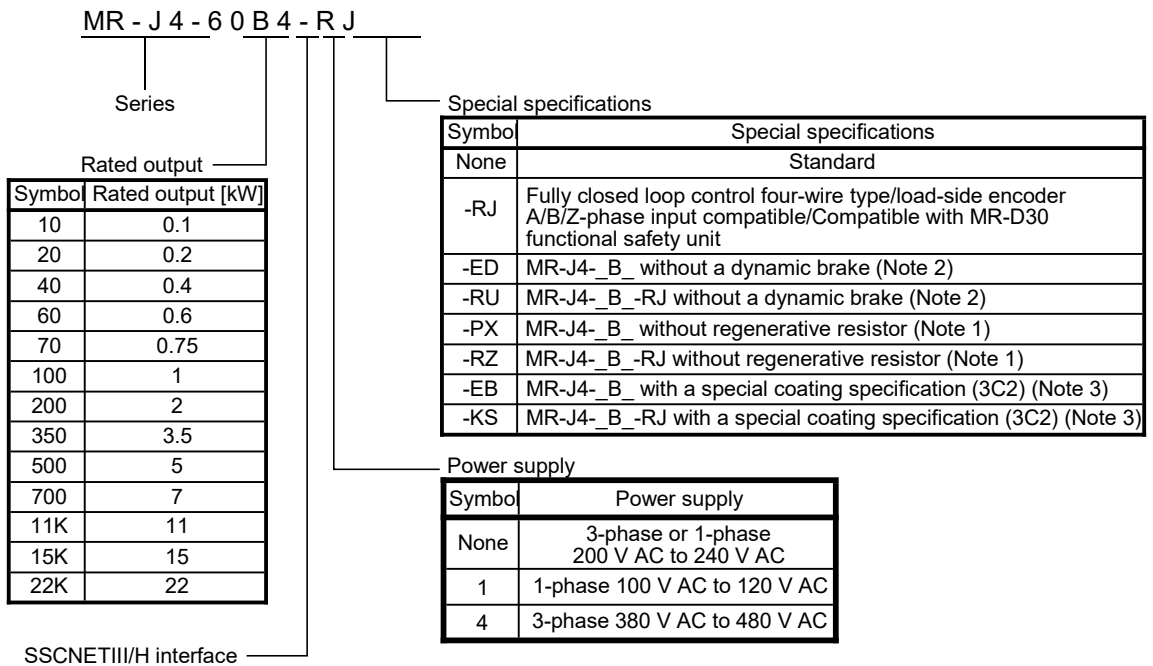 MR - J 4 - 6 0 B 4 - R J
Series
Rated output
Symbol Rated output [kW]
10 0.1
20 0.2
40 0.4
60 0.6
70 0.75
100 1
200 2
350 3.5
500 5
700 7
11K 11
15K 15
22K 22
SSCNETIII/H interface
Special specifications
Symbol Special specifications
None Standard
-RJ Fully closed loop control four-wire type/load-side encoder
A/B/Z-phase input compatible/Compatible with MR-D30
functional safety unit
-ED MR-J4-_B_ without a dynamic brake (Note 2)
-RU MR-J4-_B_-RJ without a dynamic brake (Note 2)
-PX MR-J4-_B_ without regenerative resistor (Note 1)
-RZ MR-J4-_B_-RJ without regenerative resistor (Note 1)
-EB MR-J4-_B_ with a special coating specification (3C2) (Note 3)
-KS MR-J4-_B_-RJ with a special coating specification (3C2) (Note 3)
Power supply
Symbol Power supply
None 3-phase or 1-phase
200 V AC to 240 V AC
1 1-phase 100 V AC to 120 V AC
4 3-phase 380 V AC to 480 V AC